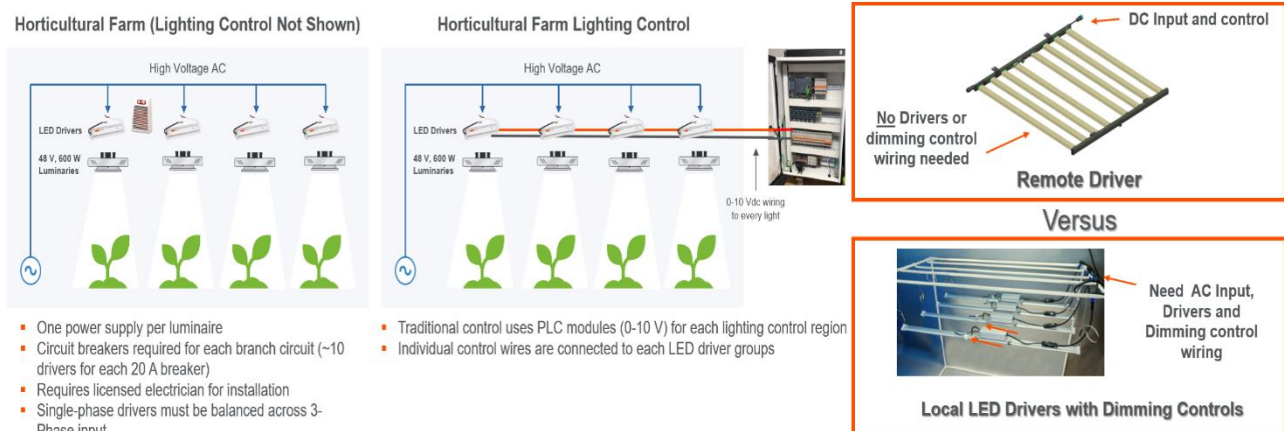 Horticultural Farm (Lighting Control Not Shown)
High Voltage AC
LED Drivers
48 V, 600 W
Luminaries
▪ One power supply per luminaire
▪ Circuit breakers required for each branch circuit (~10
drivers for each 20 A breaker)
▪ Requires licensed electrician for installation
▪ Single-phase drivers must be balanced across 3-
Phase input
Horticultural Farm Lighting Control
High Voltage AC
LED Drivers
48 V, 600 W
Luminaries
0-10 Vdc wiring
to every light
▪ Traditional control uses PLC modules (0-10 V) for each lighting control region
▪ Individual control wires are connected to each LED driver groups
DC Input and control
No Drivers or
dimming control
wiring needed
Remote Driver
Versus
Need AC Input,
Drivers and
Dimming control
wiring
Local LED Drivers with Dimming Controls